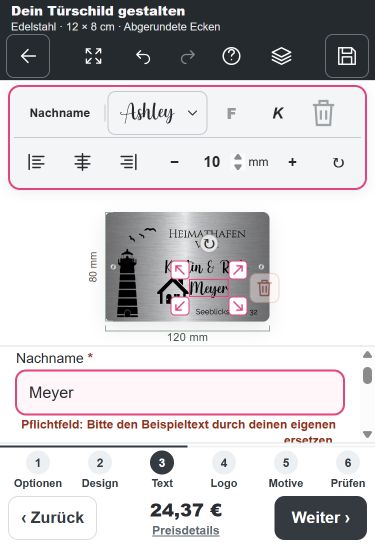 Dein Türschild gestalten
Edelstahl · 12 × 8 cm · Abgerundete Ecken
Nachname Ashley F K
10 mm
80 mm
HEIMATHAFEN
Meyer
Seeblicks 32
120 mm
Nachname *
Meyer
Pflichtfeld: Bitte den Beispieltext durch deinen eigenen
ersetzen
1 2 3 4 5 6
Optionen Design Text Logo Motive Prüfen
‹ Zurück 24,37 € Weiter ›
Preisdetails